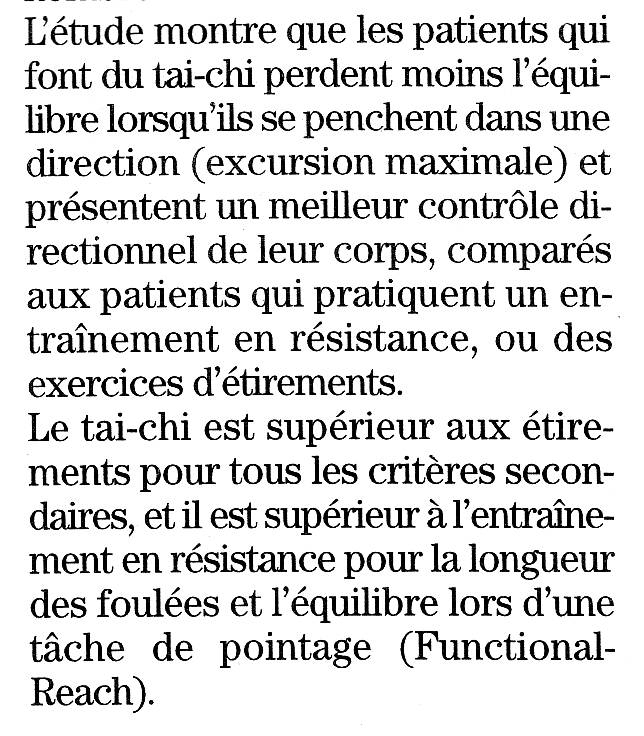 L'étude montre que les patients qui
font du tai-chi perdent moins l'équi-
libre lorsqu'ils se penchent dans une
direction (excursion maximale) et
présentent un meilleur contrôle di-
rectionnel de leur corps, comparés
aux patients qui pratiquent un en-
traînement en résistance, ou des
exercices d'étirements.
Le tai-chi est supérieur aux étire-
ments pour tous les critères secon-
daires, et il est supérieur à l'entraîne-
ment en résistance pour la longueur
des foulées et l'équilibre lors d'une
tâche de pointage (Functional-
Reach).